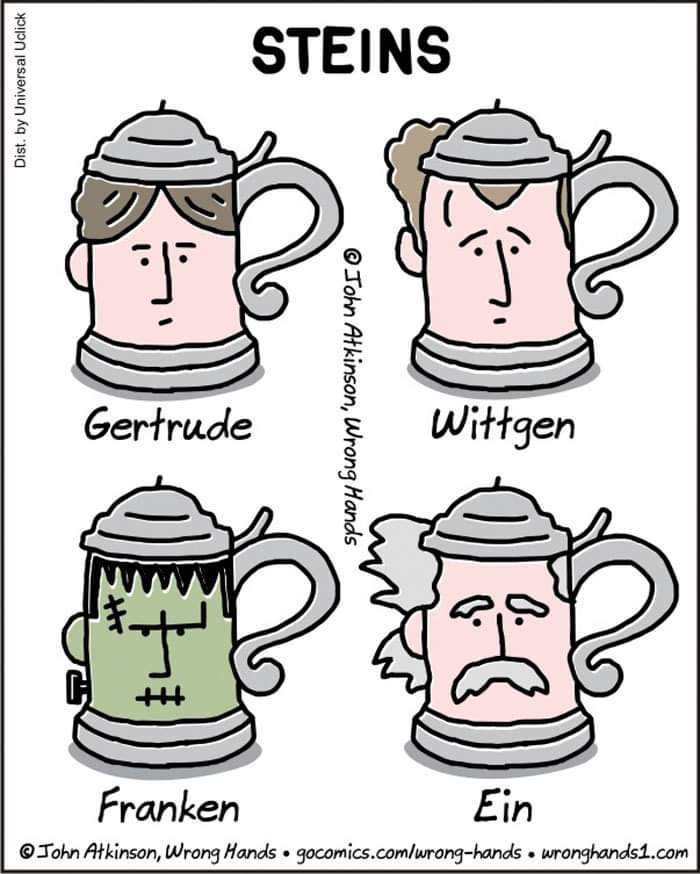 STEINS
Dist. by Universal Uclick
Gertrude
Wittgen
© John Atkinson, Wrong Hands
Franken
Ein
© John Atkinson, Wrong Hands • gocomics.com/wrong-hands • wronghands1.com